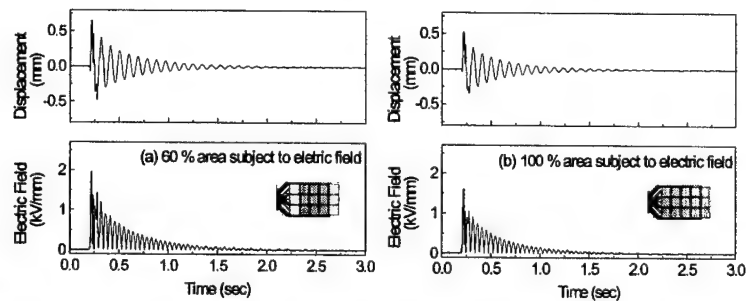 Displacement
(mm)
0.5
0.0
-0.5
Displacement
(mm)
0.5
0.0
-0.5
Electric Field
(kV/mm)
2
1
0
(a) 60 % area subject to eletric field
0.0 0.5 1.0 1.5 2.0 2.5 3.0
Time (sec)
Electric Field
(kV/mm)
2
1
0
(b) 100 % area subject to electric field
0.0 0.5 1.0 1.5 2.0 2.5 3.0
Time (sec)